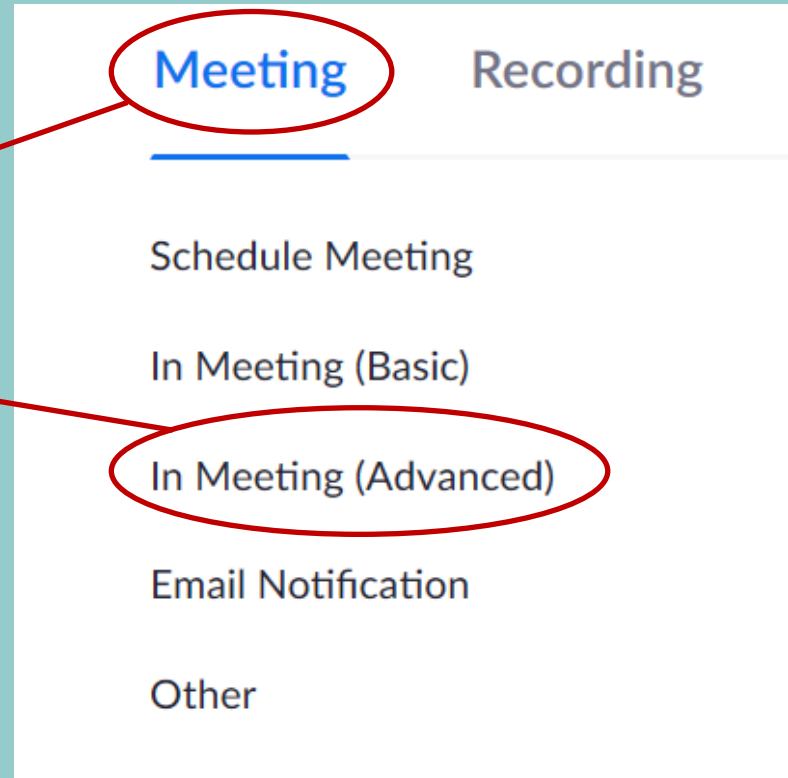 Meeting Recording
Schedule Meeting
In Meeting (Basic)
In Meeting (Advanced)
Email Notification
Other